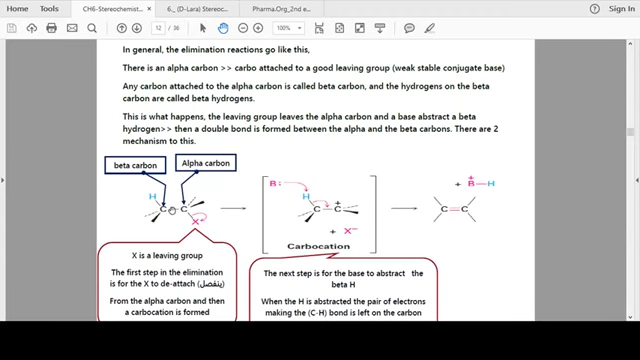 CH6-Stereochemist...
6._ (D-Lara) Stereoc...
Pharma.Org_2nd e...
12 / 36
100%
In general, the elimination reactions go like this,
There is an alpha carbon >> carbo attached to a good leaving group (weak stable conjugate base)
Any carbon attached to the alpha carbon is called beta carbon, and the hydrogens on the beta
carbon are called beta hydrogens.
This is what happens, the leaving group leaves the alpha carbon and a base abstract a beta
hydrogen>> then a double bond is formed between the alpha and the beta carbons. There are 2
mechanism to this.
beta carbon
Alpha carbon
H
C C
X
B:
H
C C +
+ X−
Carbocation
+ B+—H
C=C
X is a leaving group
The first step in the elimination
is for the X to de-attach (ينفصل)
From the alpha carbon and then
a carbocation is formed
The next step is for the base to abstract the
beta H
When the H is abstracted the pair of electrons
making the (C-H) bond is left on the carbon